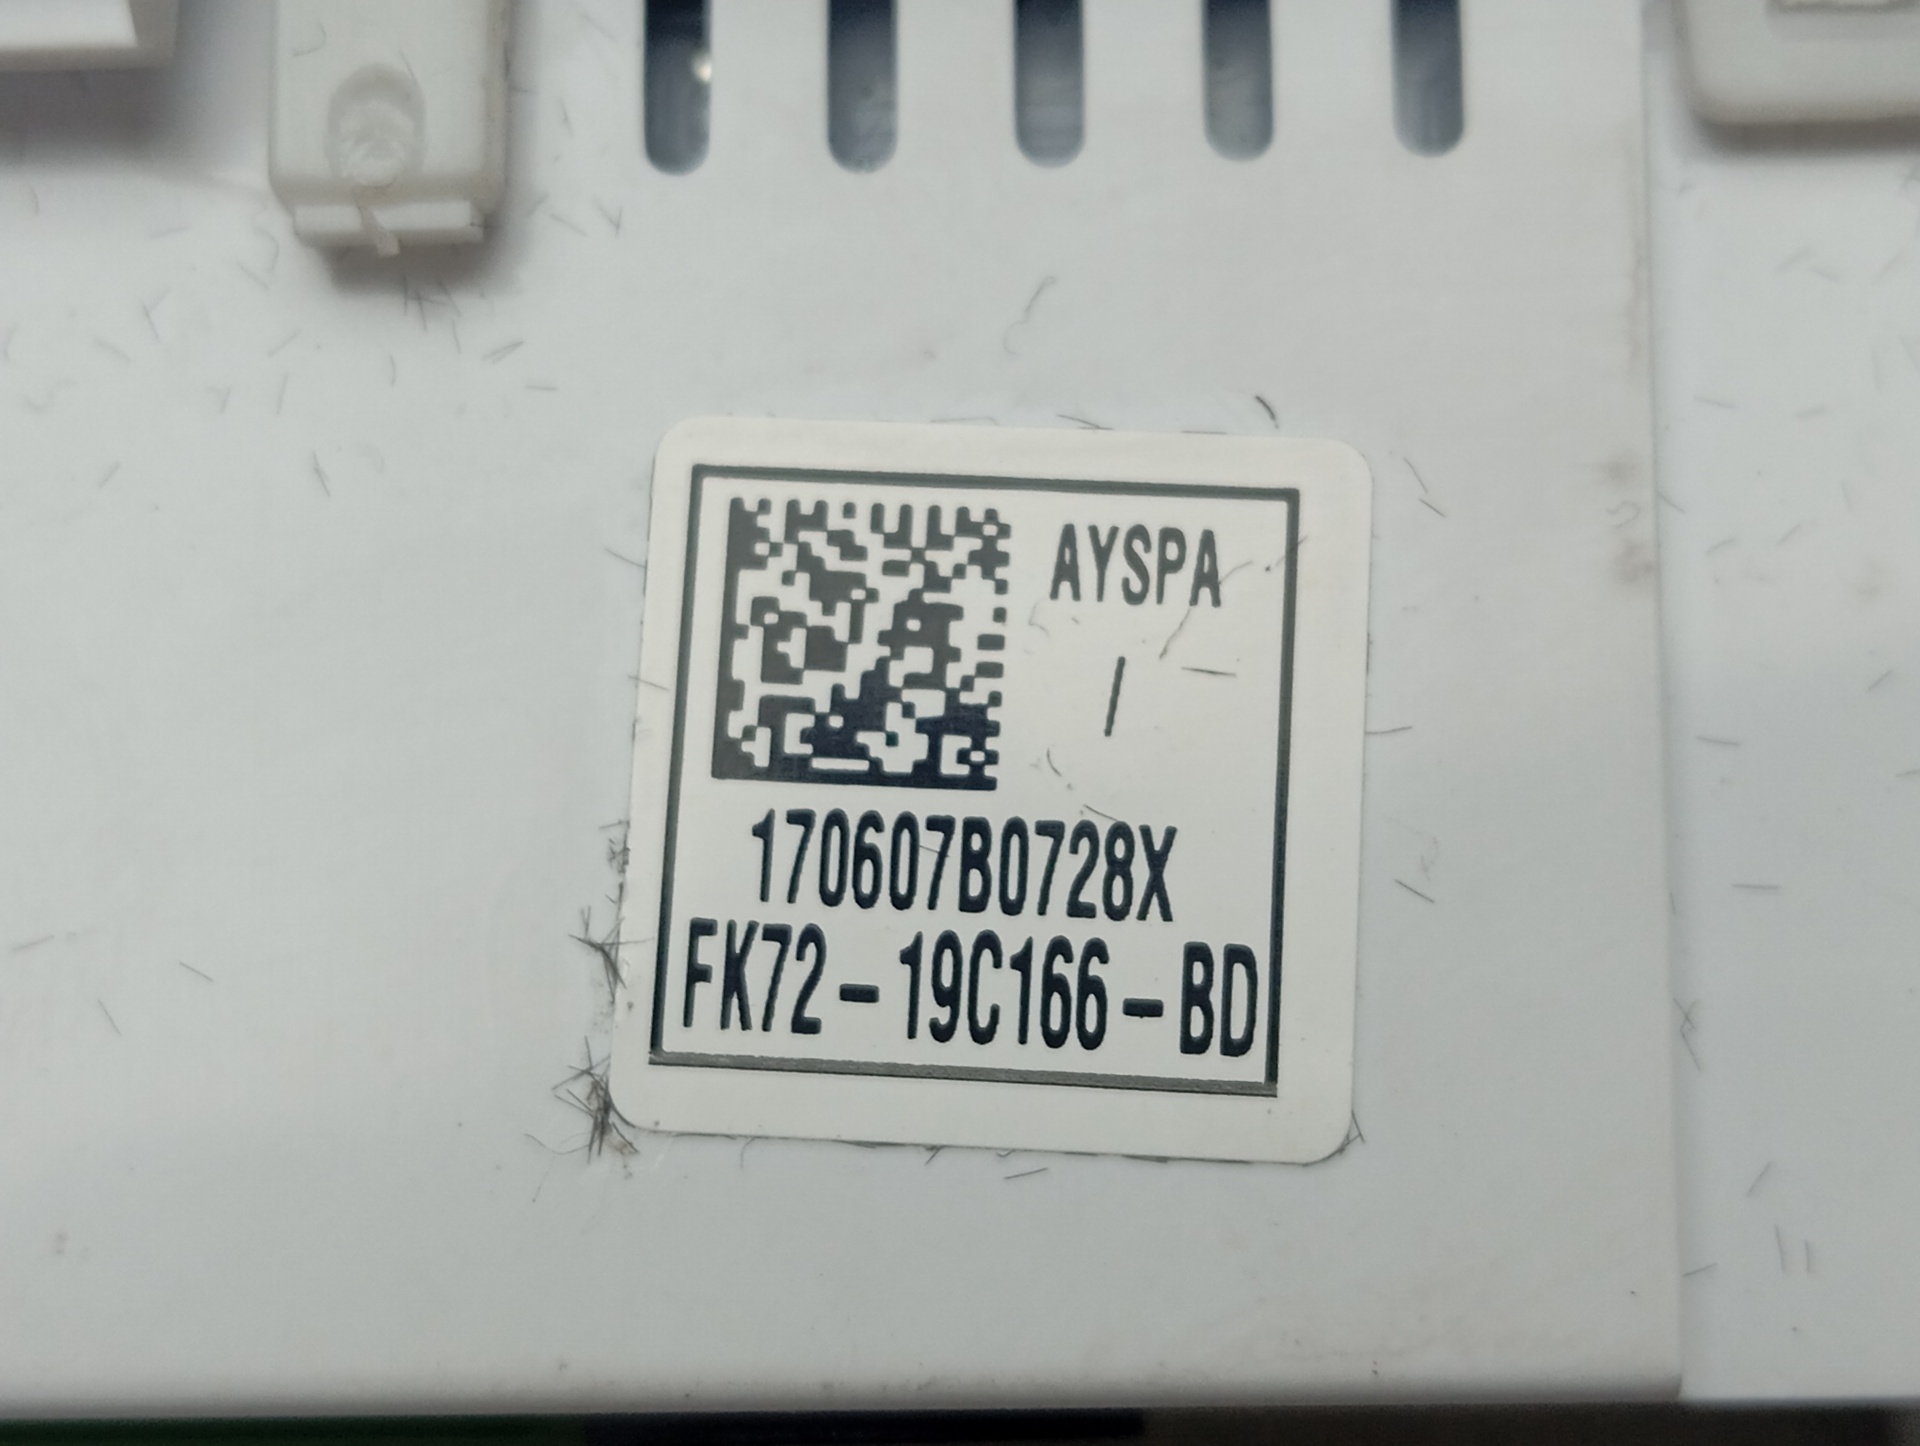 AYSPA
/
170607B0728X
FK72-19C166-BD